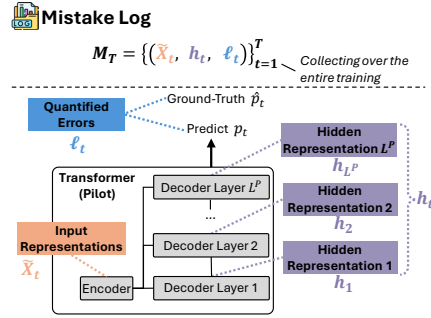 LOG
Mistake Log
M_T = {(X̃_t, h_t, ℓ_t)}_{t=1}^T
Collecting over the
entire training
Quantified
Errors
ℓ_t
Ground-Truth p̂_t
Predict p_t
Transformer
(Pilot)
Decoder Layer L^P
...
Decoder Layer 2
Decoder Layer 1
Encoder
Input
Representations
X̃_t
Hidden
Representation L^P
h_{L^P}
Hidden
Representation 2
h_2
Hidden
Representation 1
h_1
h_t